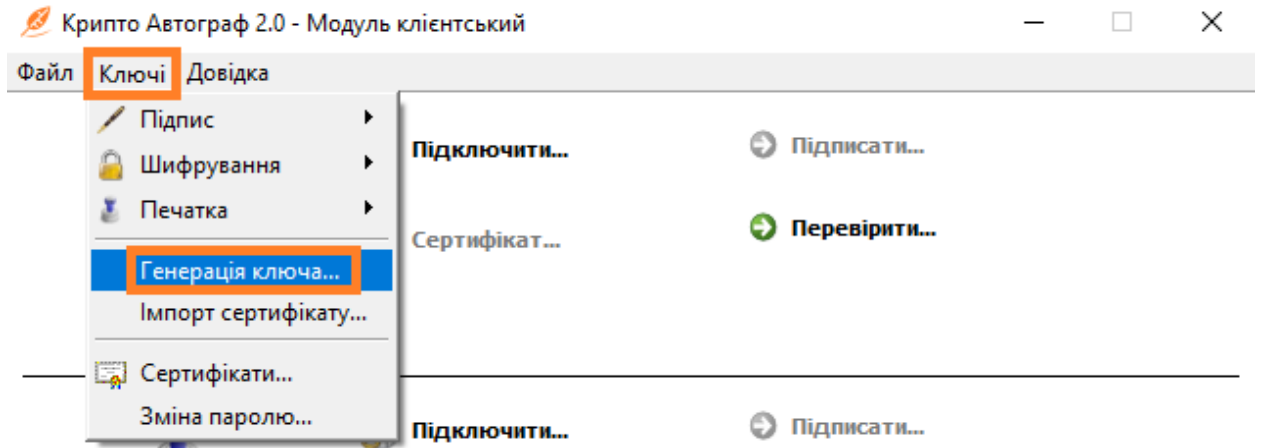 Крипто Автограф 2.0 - Модуль клієнтський
Файл Ключі Довідка
Підпис
Шифрування
Печатка
Генерація ключа...
Імпорт сертифікату...
Сертифікати...
Зміна паролю...
Підключити...
Підписати...
Сертифікат...
Перевірити...
Підключити...
Підписати...